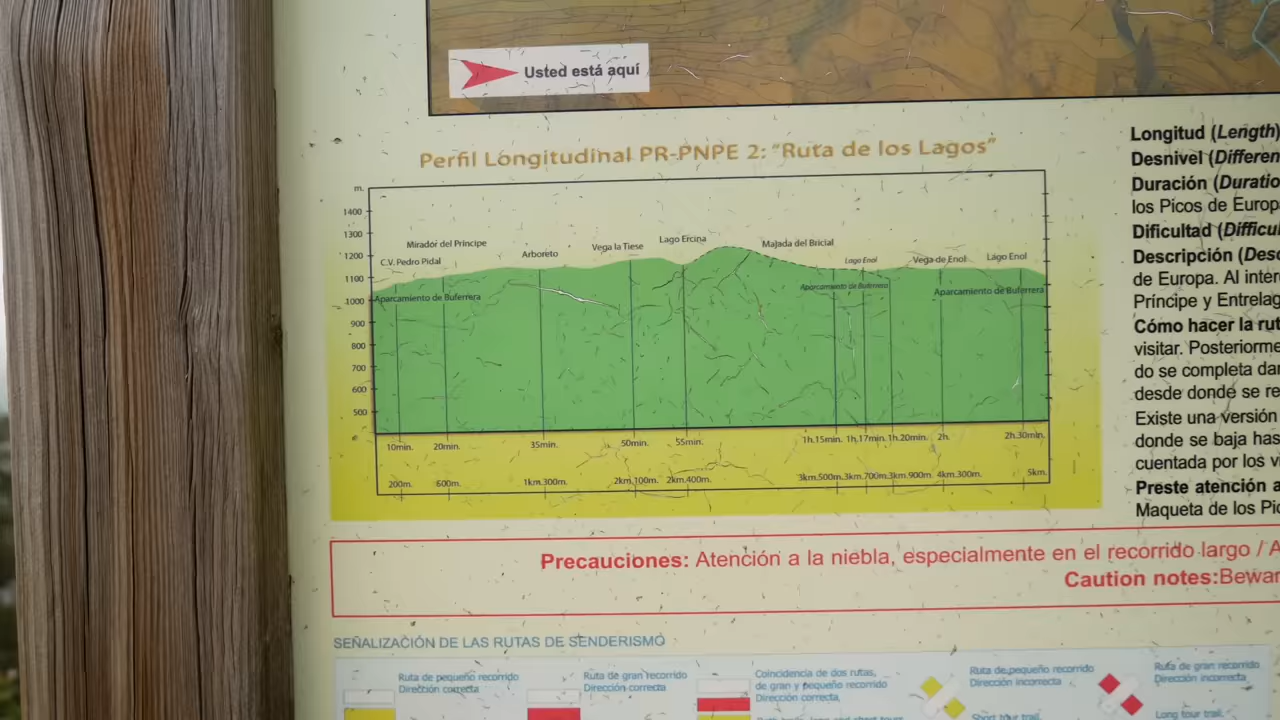 Usted está aquí
Perfil Longitudinal PR-PNPE 2: "Ruta de los Lagos"
m.
1400
1300
1200
1100
1000
900
800
700
600
500
C.V. Pedro Pidal
Mirador del Príncipe
Arboreto
Vega la Tiese
Lago Ercina
Majada del Bricial
Lago Enol
Vega de Enol
Lago Enol
Aparcamiento de Buferrera
Aparcamiento de Buferrera
Aparcamiento de Buferrera
10min. 20min. 35min. 50min. 55min. 1h.15min. 1h.17min. 1h.20min. 2h. 2h.30min.
200m. 600m. 1km.300m. 2km.100m. 2km.400m. 3km.500m. 3km.700m. 3km.900m. 4km.300m. 5km.
Longitud (Length)
Desnivel (Differen
Duración (Duratio
los Picos de Europ
Dificultad (Difficul
Descripción (Desc
de Europa. Al inter
Príncipe y Entrelag
Cómo hacer la rut
visitar. Posteriorme
do se completa dan
desde donde se re
Existe una versión
donde se baja has
cuentada por los vi
Preste atención a
Maqueta de los Pic
Precauciones: Atención a la niebla, especialmente en el recorrido largo / A
Caution notes:Bewar
SEÑALIZACIÓN DE LAS RUTAS DE SENDERISMO
Ruta de pequeño recorrido
Dirección correcta
Ruta de gran recorrido
Dirección correcta
Coincidencia de dos rutas,
de gran y pequeño recorrido
Dirección correcta
Ruta de pequeño recorrido
Dirección incorrecta
Short tour trail.
Ruta de gran recorrido
Dirección incorrecta
Long tour trail.